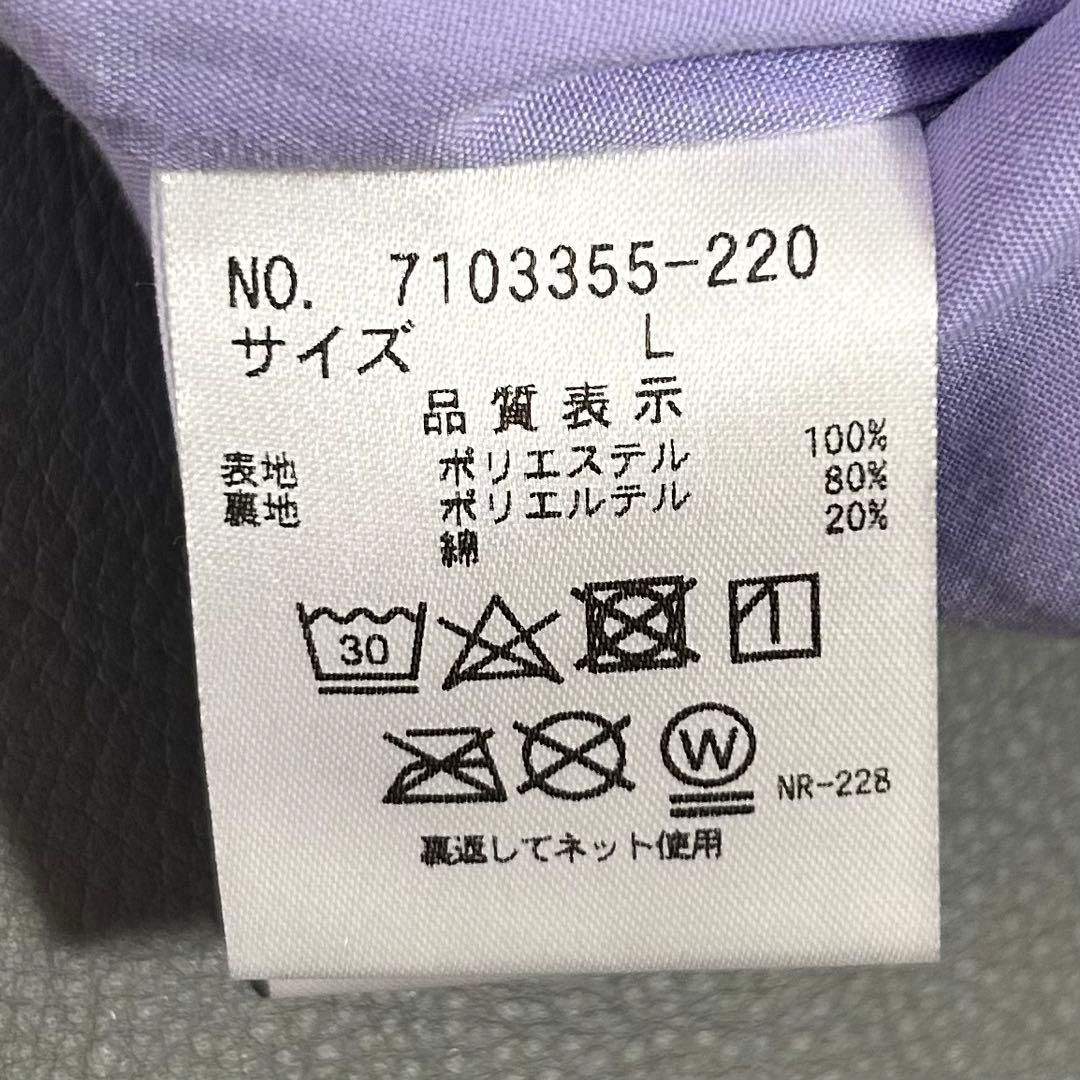 NO. 7103355-220
サイズ L
品質表示
表地 ポリエステル 100%
裏地 ポリエルテル 80%
綿 20%
30
W NR-228
裏返してネット使用